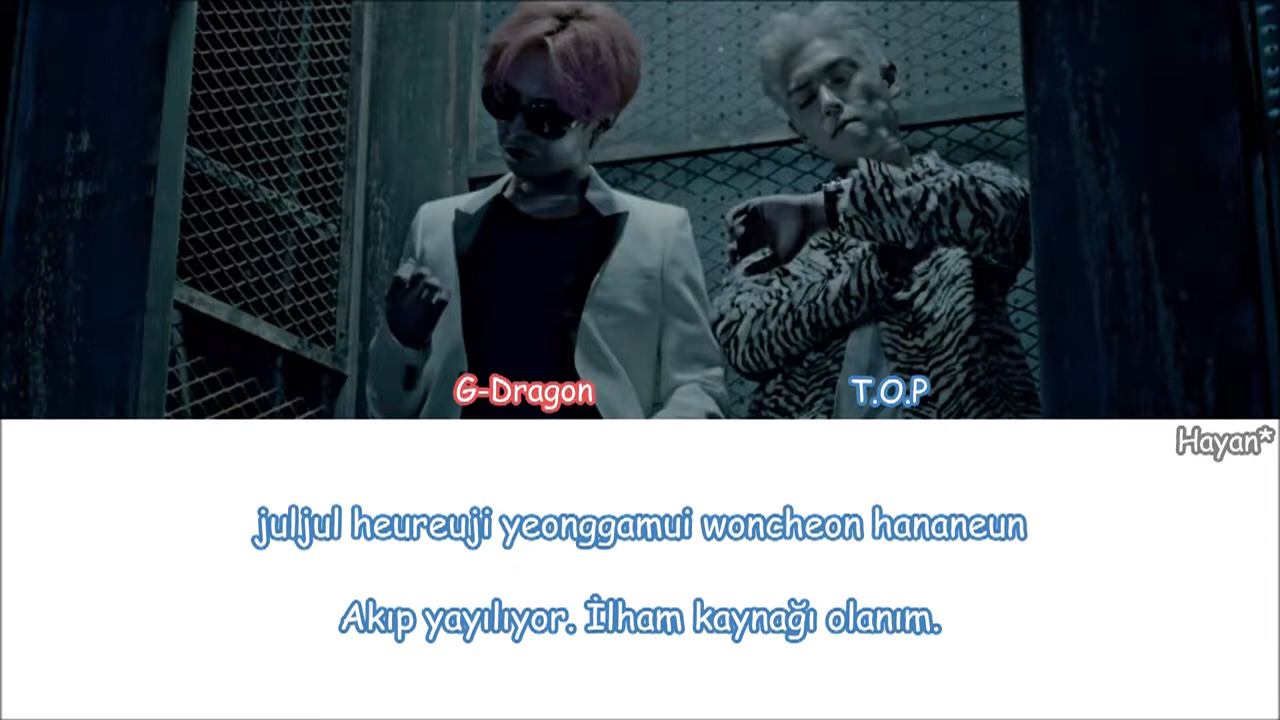 G-Dragon
T.O.P
Hayan*
juljul heureuji yeonggamui woncheon hananeun
Akıp yayılıyor. İlham kaynağı olanım.